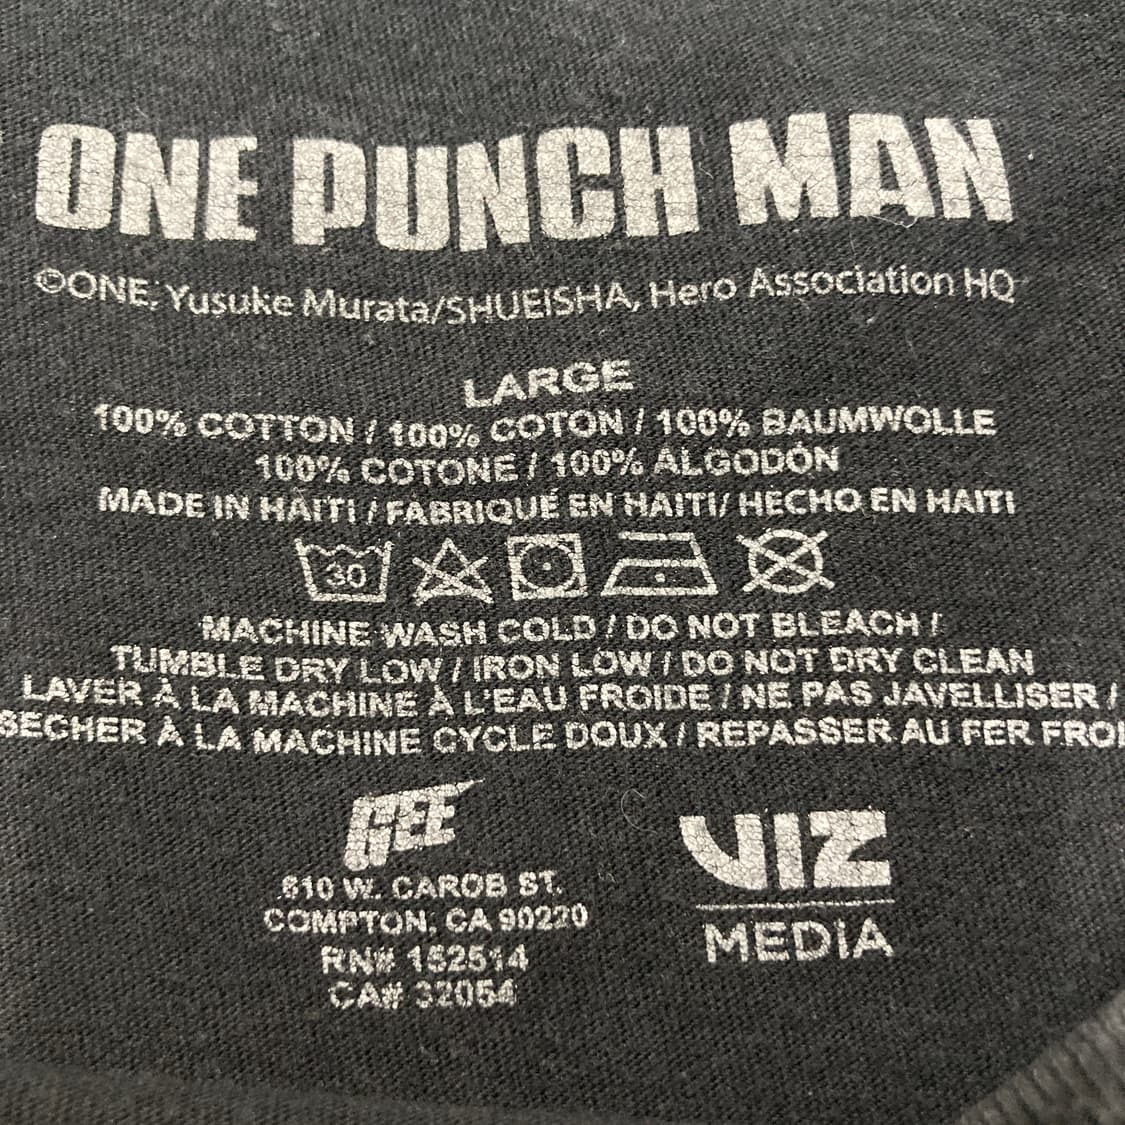 ONE PUNCH MAN
©ONE, Yusuke Murata/SHUEISHA, Hero Association HQ
LARGE
100% COTTON / 100% COTON / 100% BAUMWOLLE
100% COTONE / 100% ALGODÓN
MADE IN HAITI / FABRIQUÉ EN HAITI/ HECHO EN HAITI
30
MACHINE WASH COLD / DO NOT BLEACH /
TUMBLE DRY LOW / IRON LOW / DO NOT DRY CLEAN
LAVER À LA MACHINE À L'EAU FROIDE / NE PAS JAVELLISER /
SECHER À LA MACHINE CYCLE DOUX / REPASSER AU FER FROI
GEE
610 W. CAROB ST.
COMPTON, CA 90220
RN# 152514
CA# 32054
VIZ
MEDIA